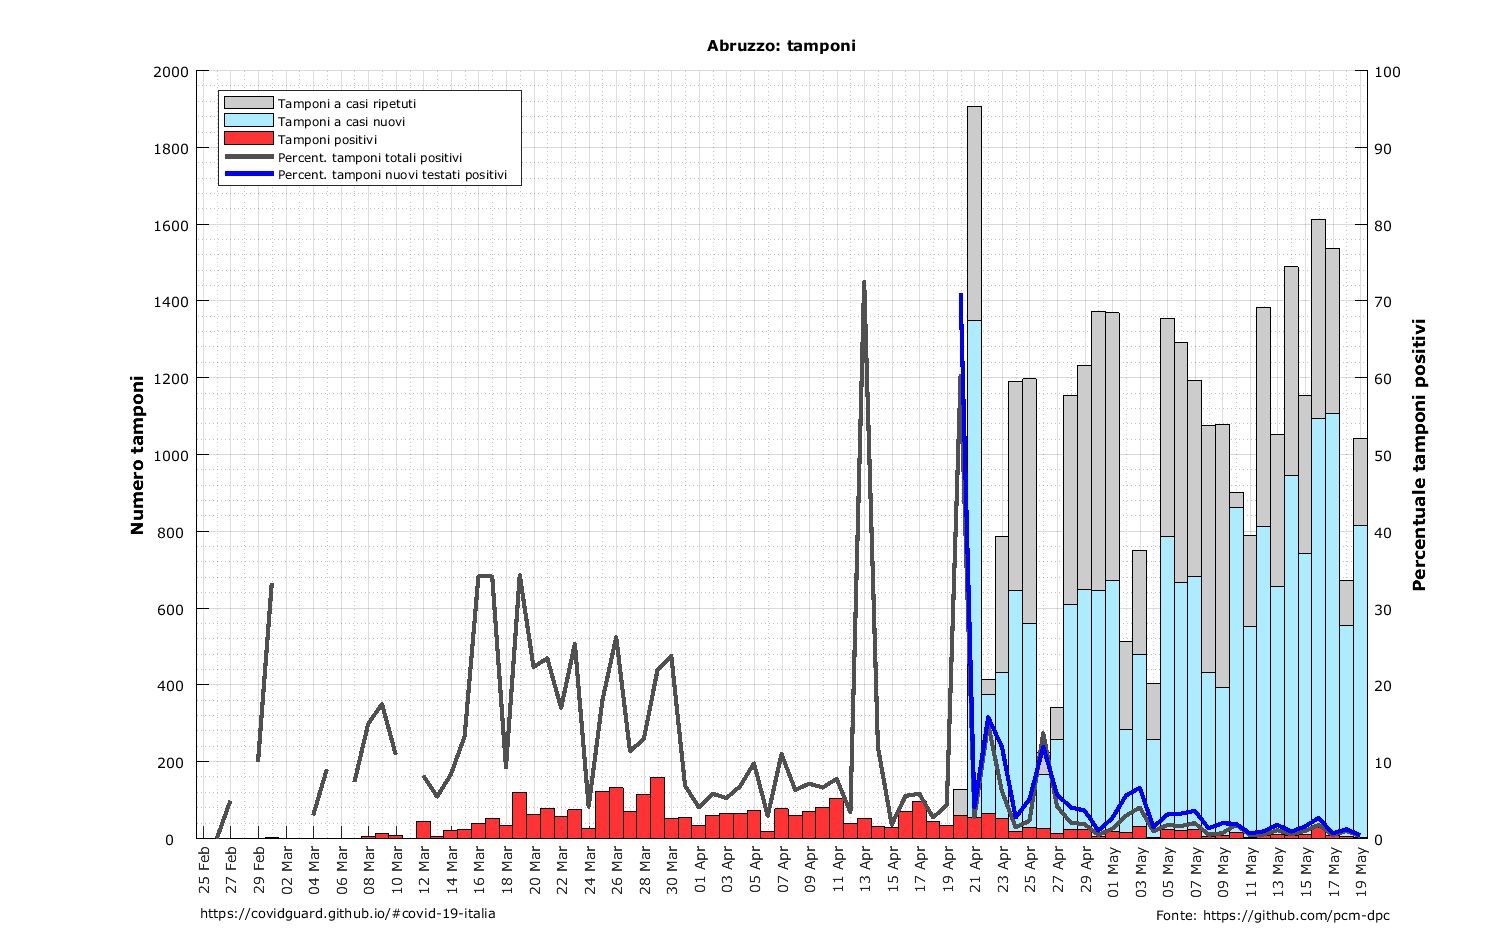 Abruzzo: tamponi
2000
1800
1600
1400
1200
1000
800
600
400
200
0
100
90
80
70
60
50
40
30
20
10
0
Tamponi a casi ripetuti
Tamponi a casi nuovi
Tamponi positivi
Percent. tamponi totali positivi
Percent. tamponi nuovi testati positivi
Numero tamponi
Percentuale tamponi positivi
25 Feb
27 Feb
29 Feb
02 Mar
04 Mar
06 Mar
08 Mar
10 Mar
12 Mar
14 Mar
16 Mar
18 Mar
20 Mar
22 Mar
24 Mar
26 Mar
28 Mar
30 Mar
01 Apr
03 Apr
05 Apr
07 Apr
09 Apr
11 Apr
13 Apr
15 Apr
17 Apr
19 Apr
21 Apr
23 Apr
25 Apr
27 Apr
29 Apr
01 May
03 May
05 May
07 May
09 May
11 May
13 May
15 May
17 May
19 May
https://covidguard.github.io/#covid-19-italia
Fonte: https://github.com/pcm-dpc